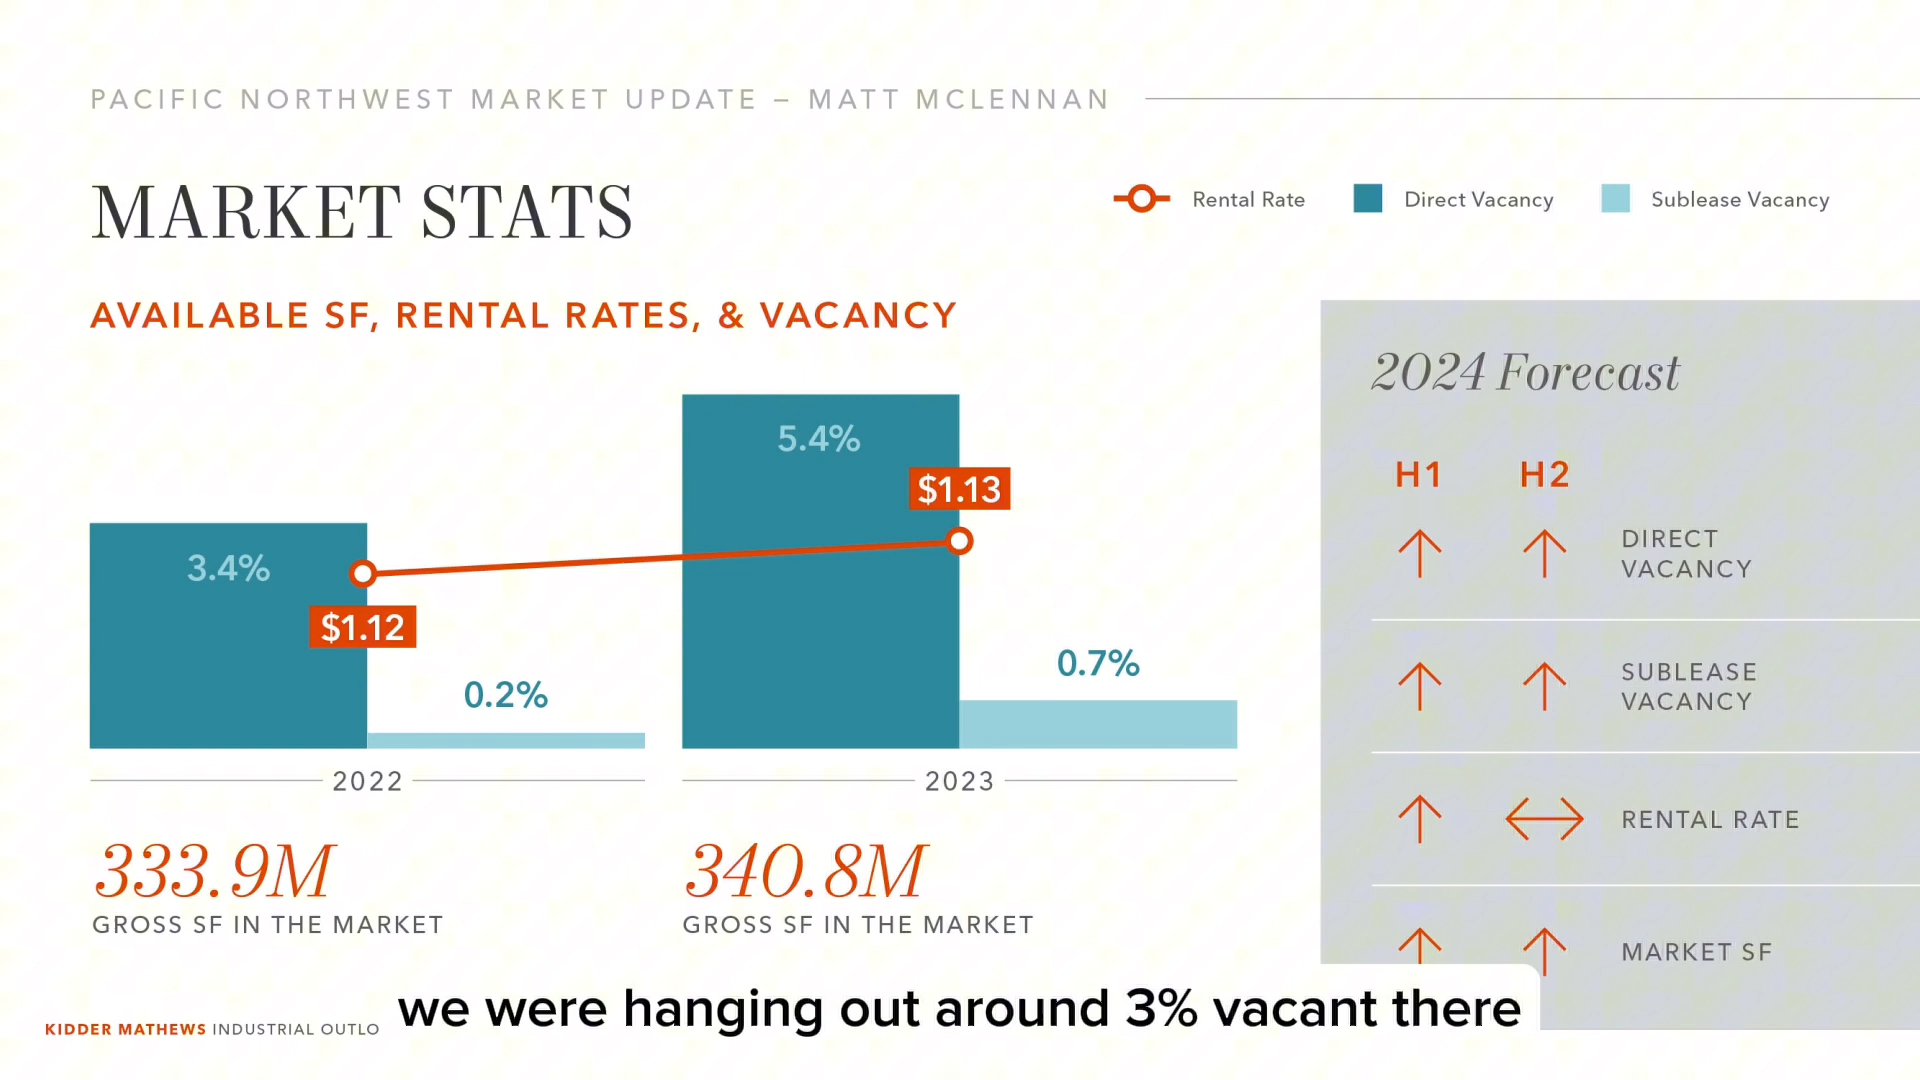 PACIFIC NORTHWEST MARKET UPDATE – MATT MCLENNAN
MARKET STATS
Rental Rate
Direct Vacancy
Sublease Vacancy
AVAILABLE SF, RENTAL RATES, & VACANCY
3.4%
$1.12
0.2%
5.4%
$1.13
0.7%
2022
2023
333.9M
GROSS SF IN THE MARKET
340.8M
GROSS SF IN THE MARKET
2024 Forecast
H1 H2
DIRECT
VACANCY
SUBLEASE
VACANCY
RENTAL RATE
MARKET SF
we were hanging out around 3% vacant there
KIDDER MATHEWS INDUSTRIAL OUTLO